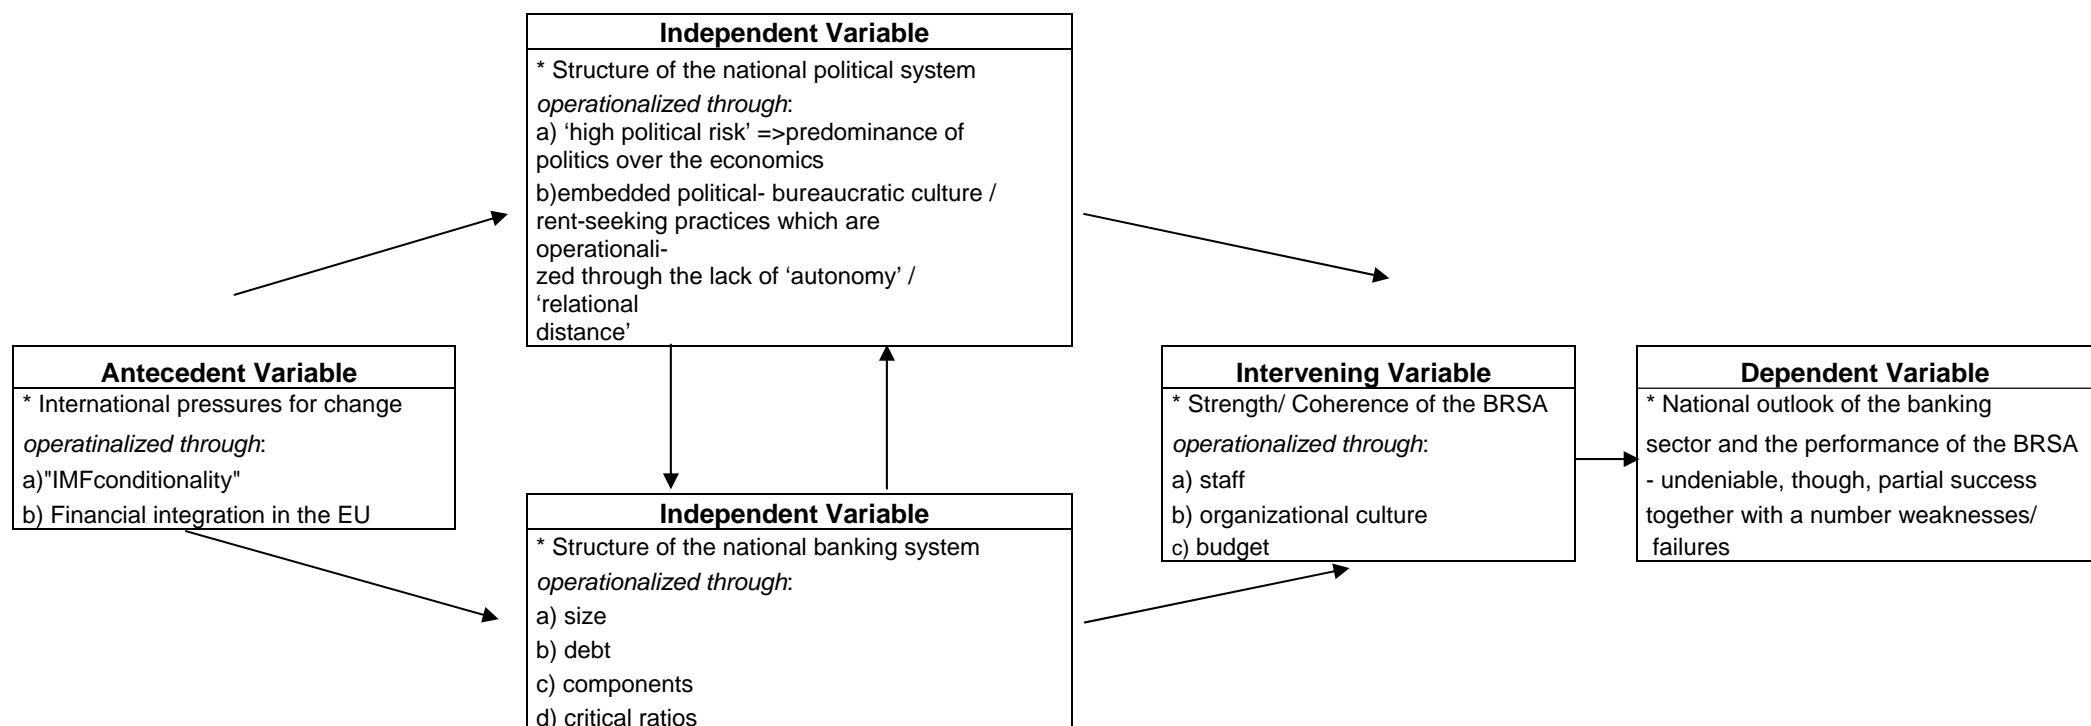 Independent Variable
* Structure of the national political system
operationalized through:
a) ‘high political risk’ =>predominance of
politics over the economics
b)embedded political- bureaucratic culture /
rent-seeking practices which are
operationali-
zed through the lack of ‘autonomy’ /
‘relational
distance’
Antecedent Variable
* International pressures for change
operatinalized through:
a)"IMFconditionality"
b) Financial integration in the EU
Independent Variable
* Structure of the national banking system
operationalized through:
a) size
b) debt
c) components
d) critical ratios
Intervening Variable
* Strength/ Coherence of the BRSA
operationalized through:
a) staff
b) organizational culture
c) budget
Dependent Variable
* National outlook of the banking
sector and the performance of the BRSA
- undeniable, though, partial success
together with a number weaknesses/
failures